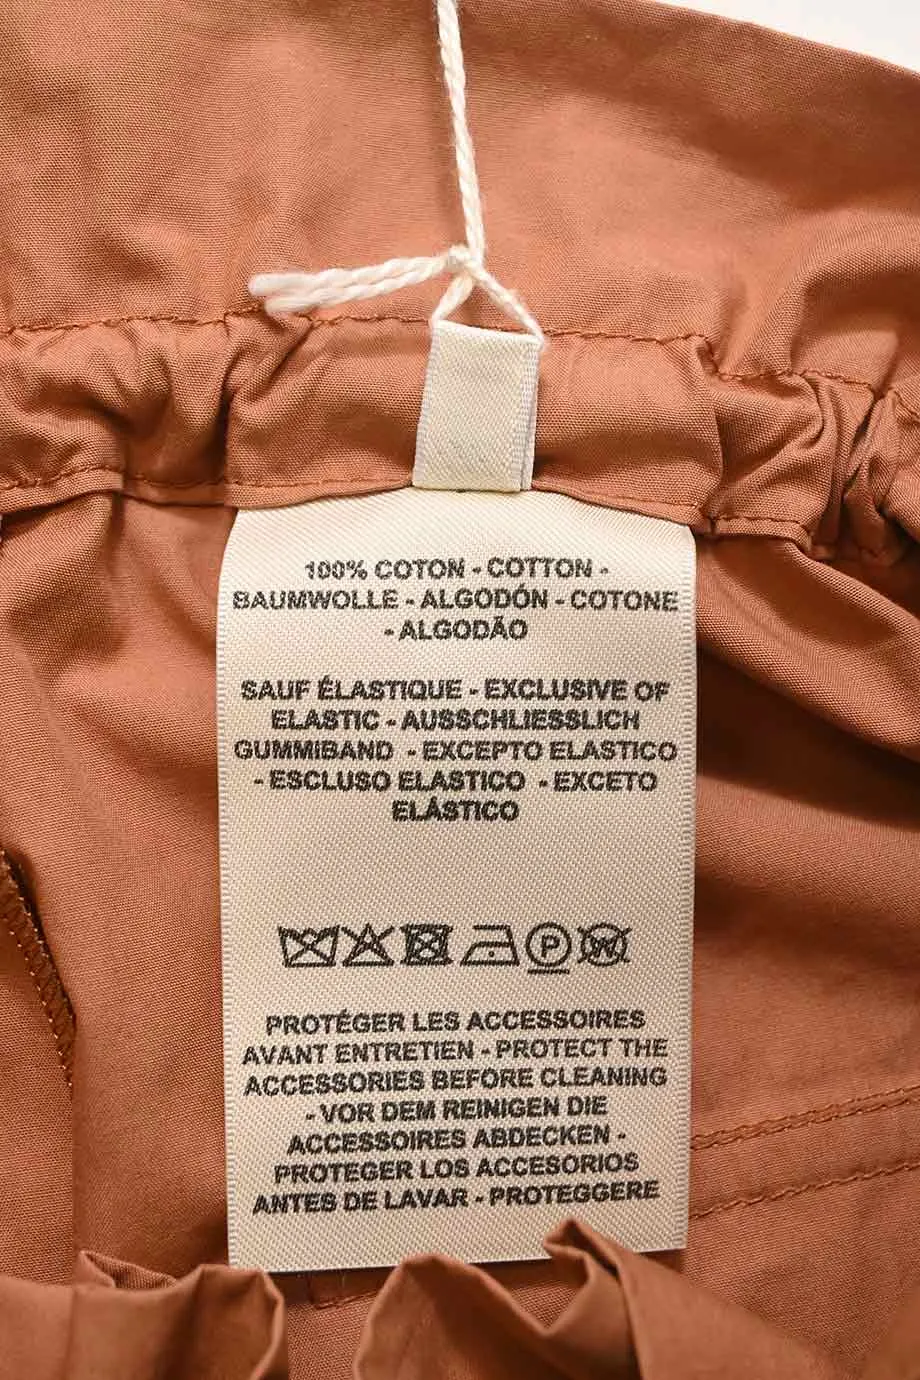 100% COTON - COTTON -
BAUMWOLLE - ALGODÓN - COTONE
- ALGODÃO
SAUF ÉLASTIQUE - EXCLUSIVE OF
ELASTIC - AUSSCHLIESSLICH
GUMMIBAND - EXCEPTO ELASTICO
- ESCLUSO ELASTICO - EXCETO
ELÁSTICO
P W
PROTÉGER LES ACCESSOIRES
AVANT ENTRETIEN - PROTECT THE
ACCESSORIES BEFORE CLEANING
- VOR DEM REINIGEN DIE
ACCESSOIRES ABDECKEN -
PROTEGER LOS ACCESORIOS
ANTES DE LAVAR - PROTEGGERE